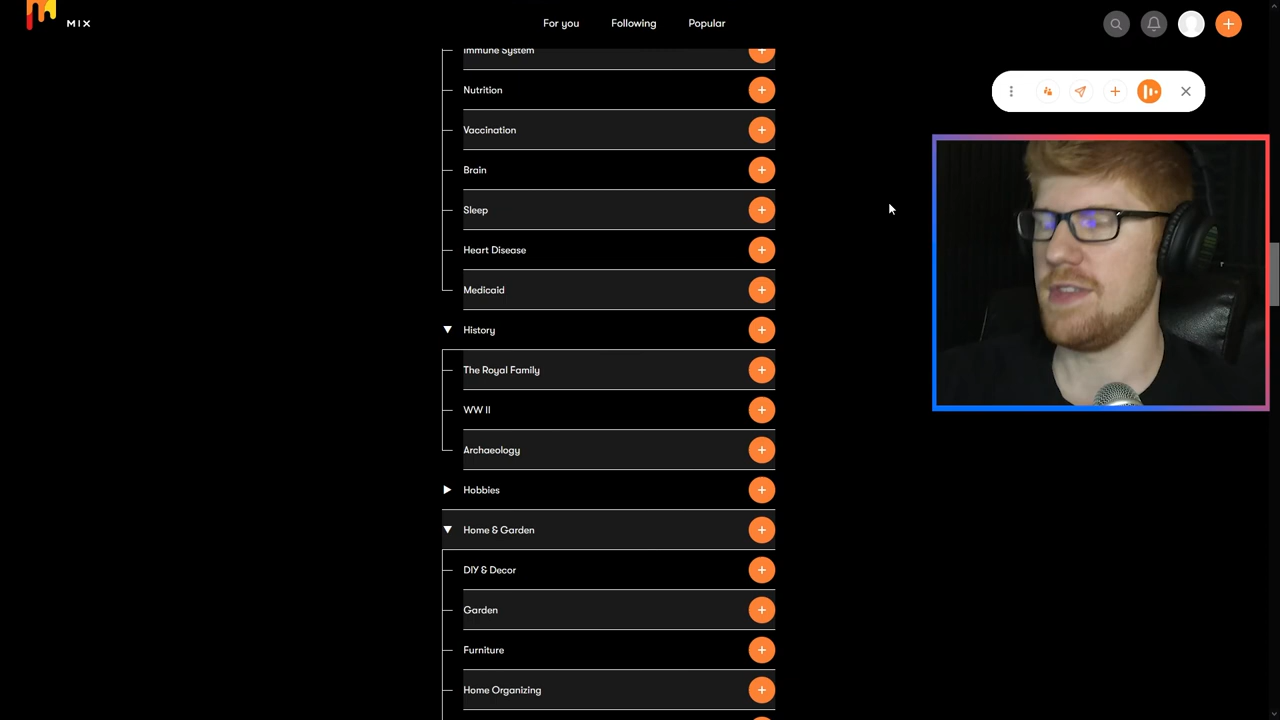 MIX
For you
Following
Popular
Immune System
Nutrition
Vaccination
Brain
Sleep
Heart Disease
Medicaid
History
The Royal Family
WW II
Archaeology
Hobbies
Home & Garden
DIY & Decor
Garden
Furniture
Home Organizing